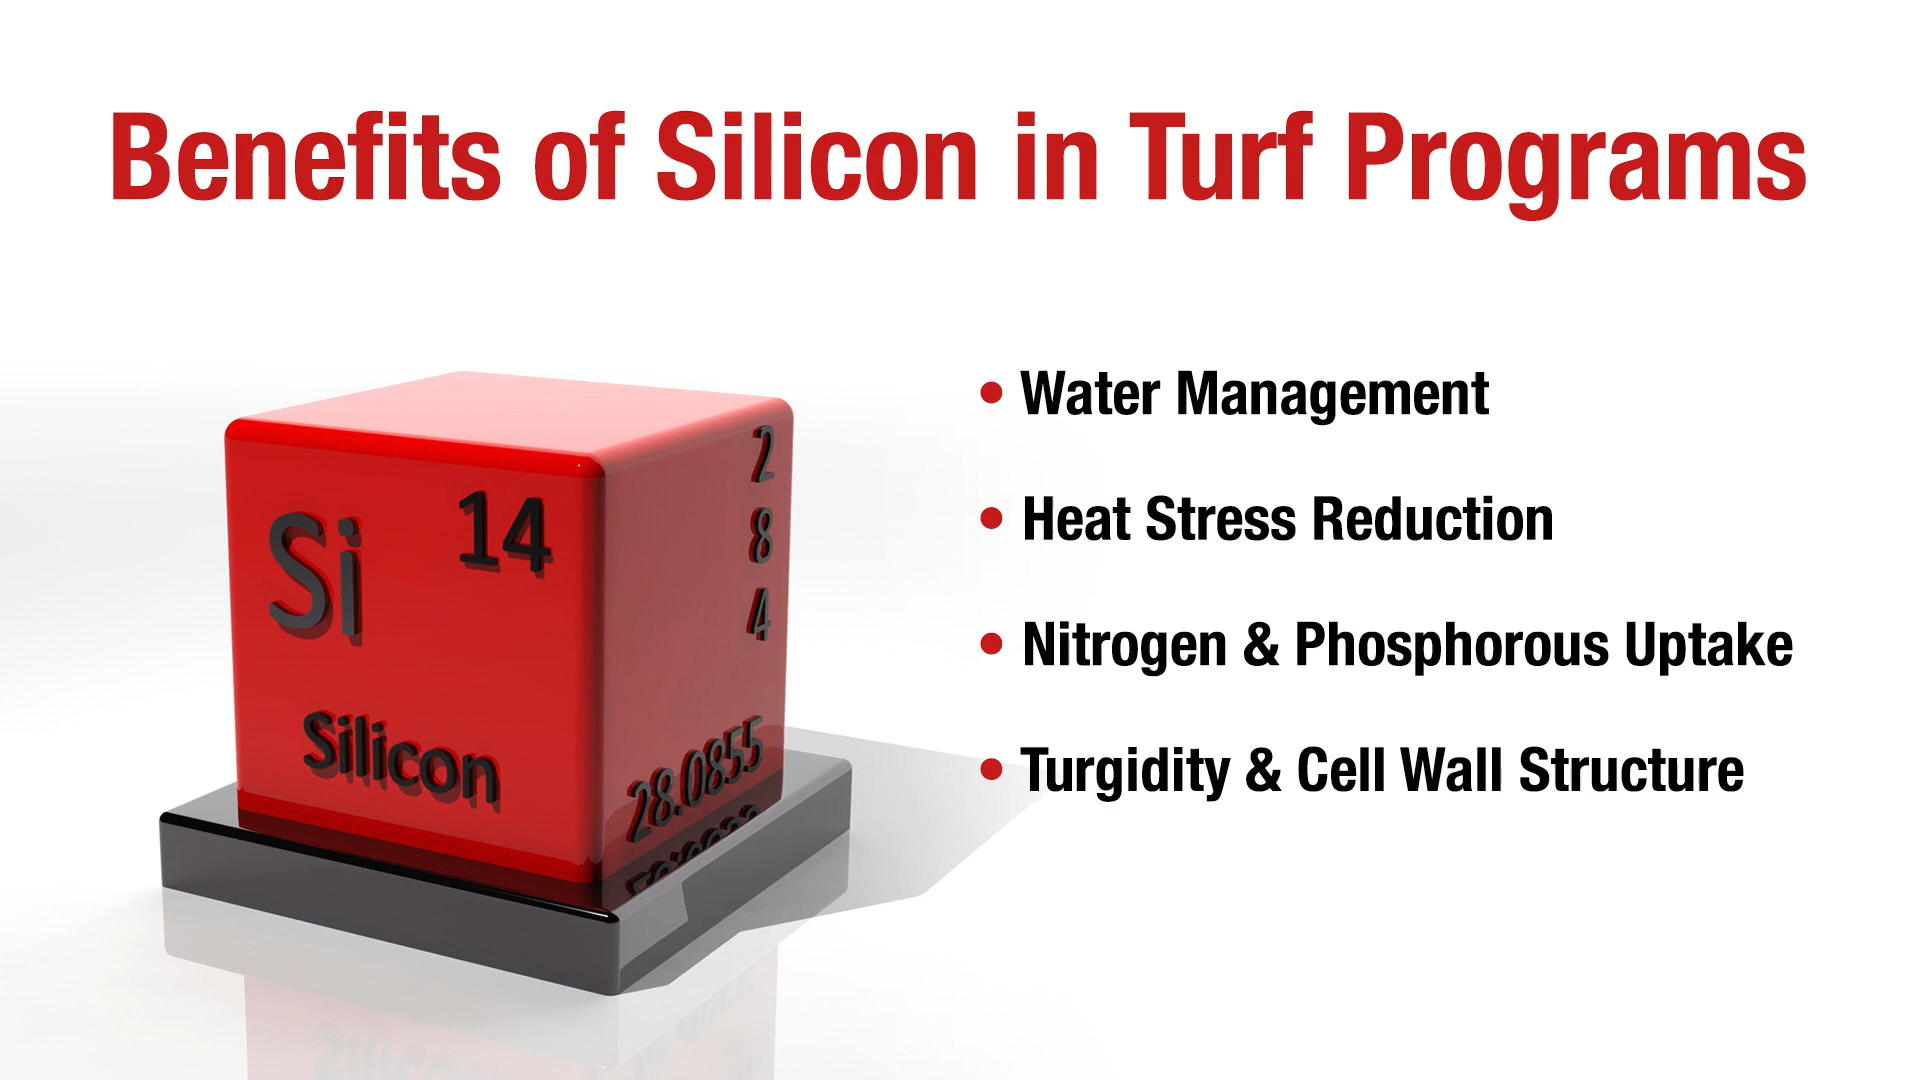 Benefits of Silicon in Turf Programs
• Water Management
• Heat Stress Reduction
• Nitrogen & Phosphorous Uptake
• Turgidity & Cell Wall Structure
Si
14
Silicon
2
8
4
28.0855